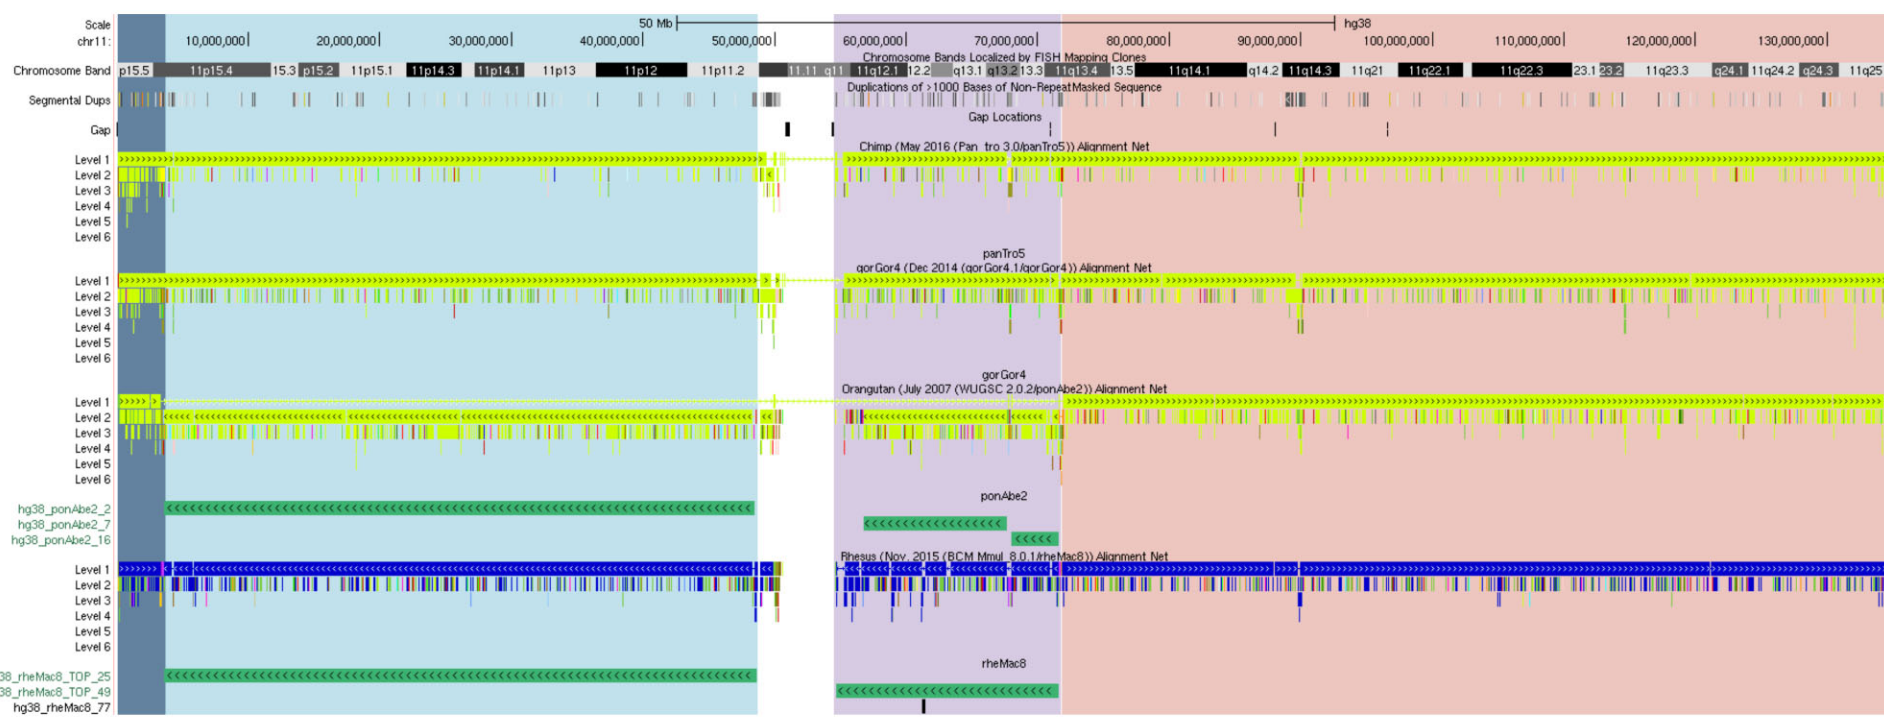 Scale 50 Mb hg38
chr11: 10,000,000 20,000,000 30,000,000 40,000,000 50,000,000 60,000,000 70,000,000 80,000,000 90,000,000 100,000,000 110,000,000 120,000,000 130,000,000
Chromosome Bands Localized by FISH Mapping Clones
Chromosome Band p15.5 11p15.4 15.3 p15.2 11p15.1 11p14.3 11p14.1 11p13 11p12 11p11.2 11.11 q11 11q12.1 12.2 q13.1 q13.2 13.3 11q13.4 13.5 11q14.1 q14.2 11q14.3 11q21 11q22.1 11q22.3 23.1 23.2 11q23.3 q24.1 11q24.2 q24.3 11q25
Duplications of >1000 Bases of Non-RepeatMasked Sequence
Segmental Dups
Gap Locations
Gap
Chimp (May 2016 (Pan_tro 3.0/panTro5)) Alignment Net
Level 1
Level 2
Level 3
Level 4
Level 5
Level 6
panTro5
gorGor4 (Dec 2014 (gorGor4.1/gorGor4)) Alignment Net
Level 1
Level 2
Level 3
Level 4
Level 5
Level 6
gorGor4
Orangutan (July 2007 (WUGSC 2.0.2/ponAbe2)) Alignment Net
Level 1
Level 2
Level 3
Level 4
Level 5
Level 6
ponAbe2
hg38_ponAbe2_2
hg38_ponAbe2_7
hg38_ponAbe2_16
Rhesus (Nov. 2015 (BCM Mmul_8.0.1/rheMac8)) Alignment Net
Level 1
Level 2
Level 3
Level 4
Level 5
Level 6
rheMac8
38_rheMac8_TOP_25
38_rheMac8_TOP_49
hg38_rheMac8_77